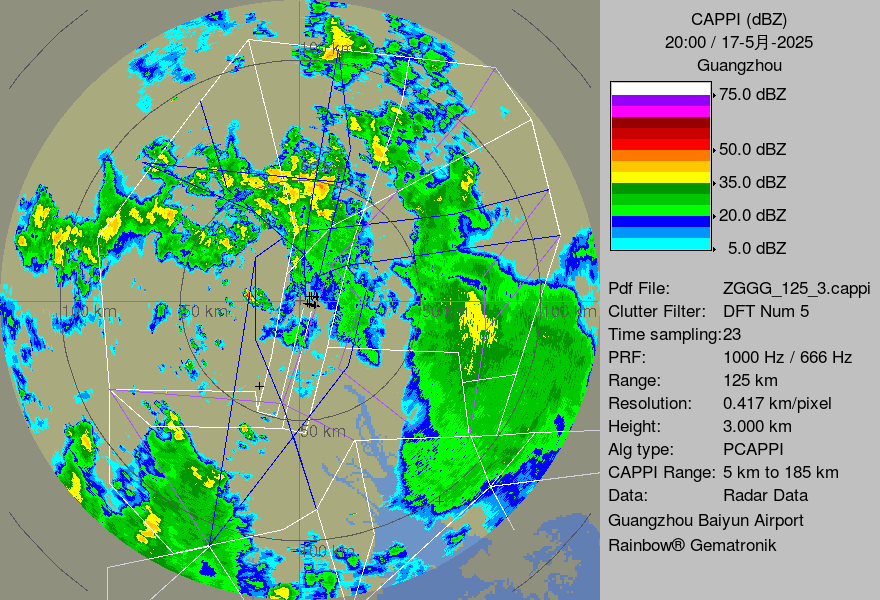 CAPPI (dBZ)
20:00 / 17-5月-2025
Guangzhou
75.0 dBZ
50.0 dBZ
35.0 dBZ
20.0 dBZ
5.0 dBZ
Pdf File: ZGGG_125_3.cappi
Clutter Filter: DFT Num 5
Time sampling:23
PRF: 1000 Hz / 666 Hz
Range: 125 km
Resolution: 0.417 km/pixel
Height: 3.000 km
Alg type: PCAPPI
CAPPI Range: 5 km to 185 km
Data: Radar Data
Guangzhou Baiyun Airport
Rainbow® Gematronik
100 km
100 km
50 km
100 km
50 km
100 km